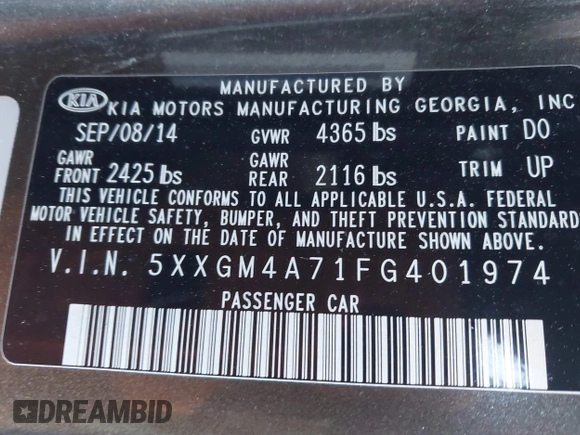 MANUFACTURED BY
KIA KIA MOTORS MANUFACTURING GEORGIA, INC
SEP/08/14 GVWR 4365 lbs PAINT D0
GAWR FRONT 2425 lbs GAWR REAR 2116 lbs TRIM UP
THIS VEHICLE CONFORMS TO ALL APPLICABLE U.S.A. FEDERAL
MOTOR VEHICLE SAFETY, BUMPER, AND THEFT PREVENTION STANDARD
IN EFFECT ON THE DATE OF MANUFACTURE SHOWN ABOVE.
V.I.N. 5XXGM4A71FG401974
PASSENGER CAR
DREAMBID